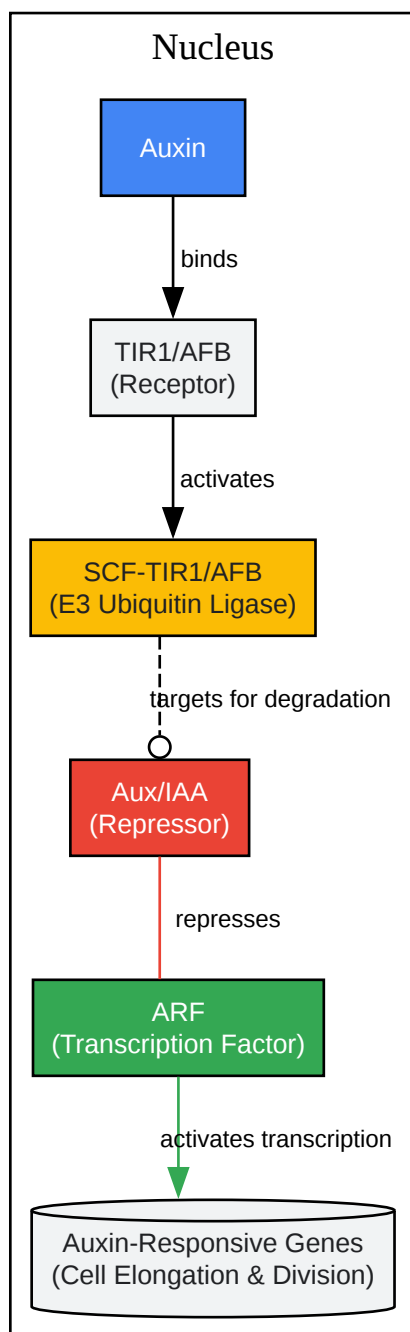 Nucleus
Auxin
binds
TIR1/AFB
(Receptor)
activates
SCF-TIR1/AFB
(E3 Ubiquitin Ligase)
targets for degradation
Aux/IAA
(Repressor)
represses
ARF
(Transcription Factor)
activates transcription
Auxin-Responsive Genes
(Cell Elongation & Division)